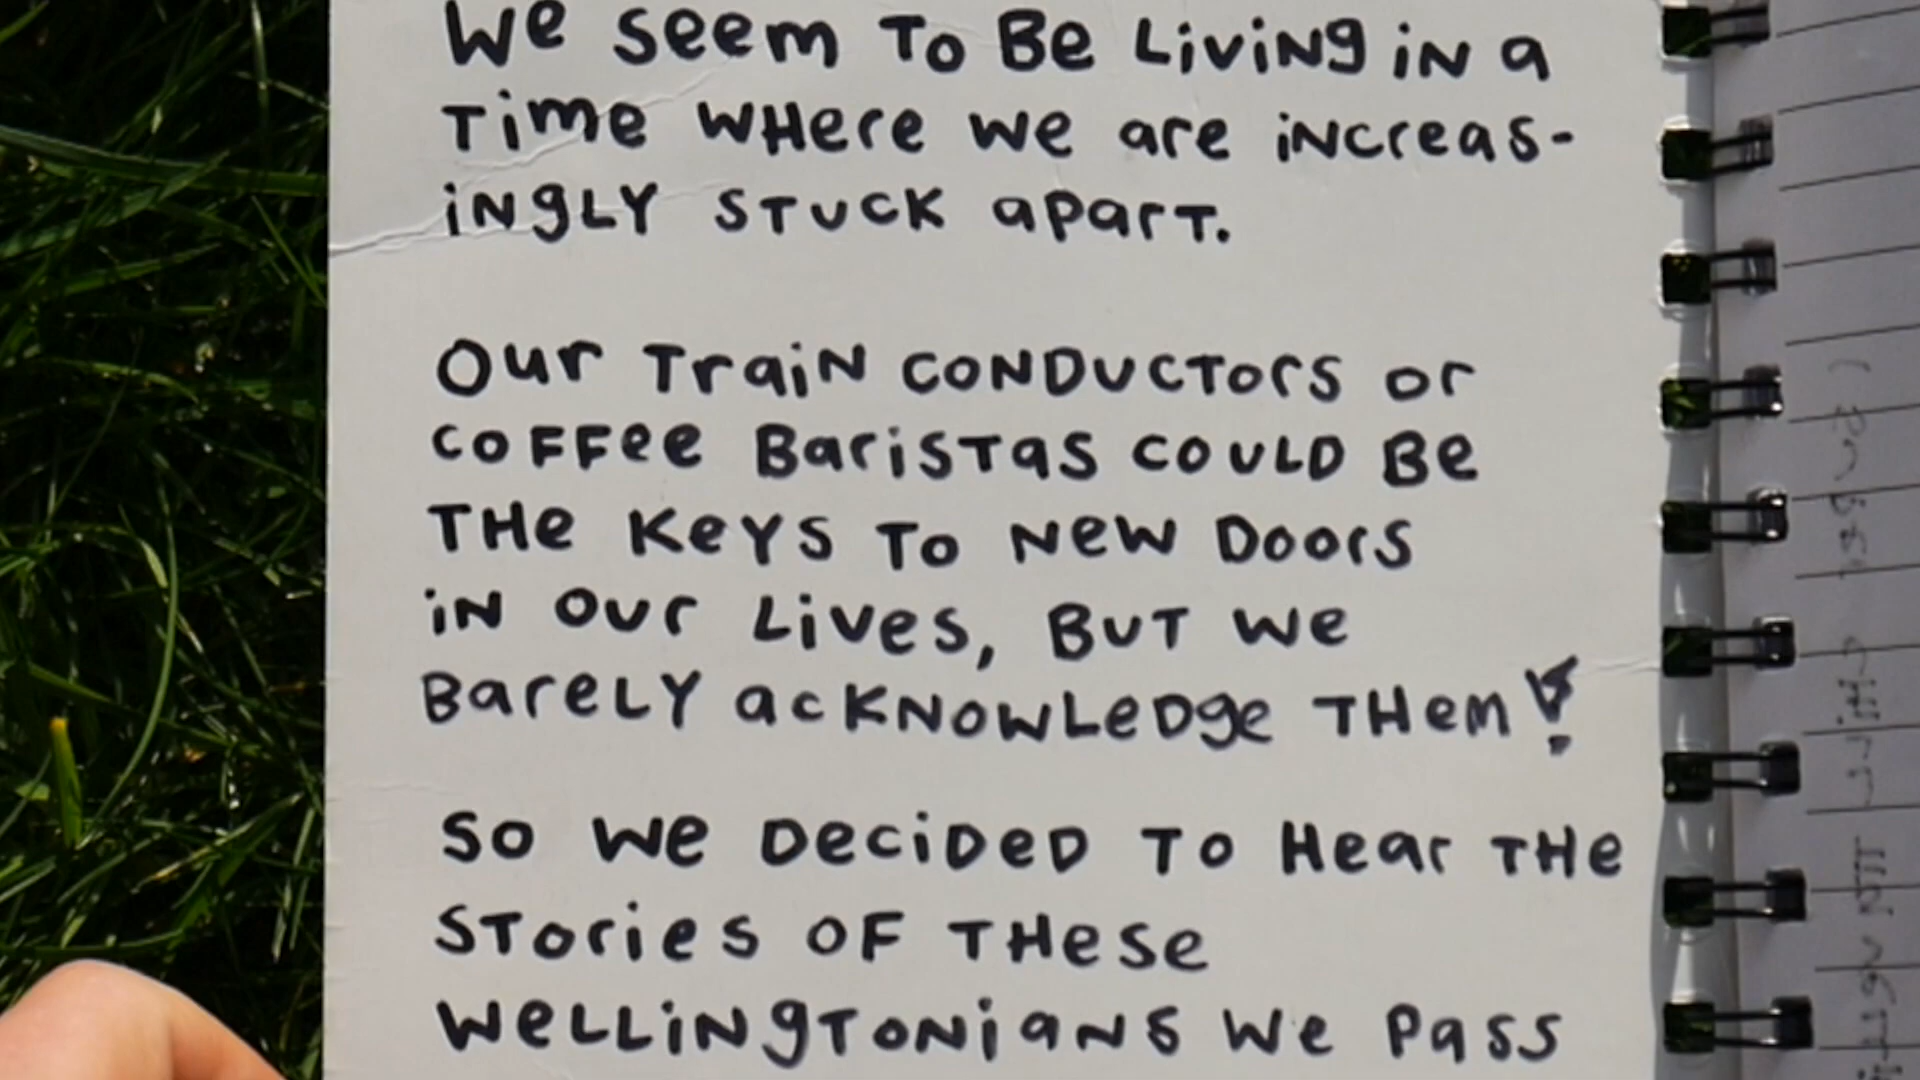 We seem To Be Living in a
Time WHere we are increas-
ingLY STUCK apart.
Our Train conDUCTors or
coFFee BarisTas couLD Be
THe Keys To New Doors
in our Lives, BUT we
BareLY acKnowLeDge THem!
So we DeciDeD To Hear THe
STories OF THese
WeLLingTonians we pass